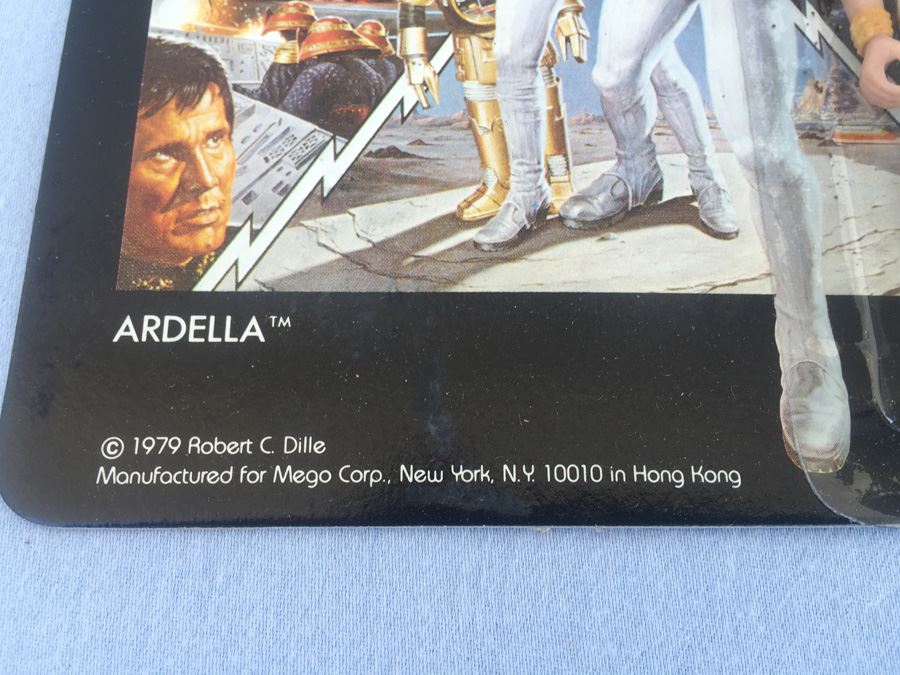 ARDELLA™
© 1979 Robert C. Dille
Manufactured for Mego Corp., New York, N.Y. 10010 in Hong Kong